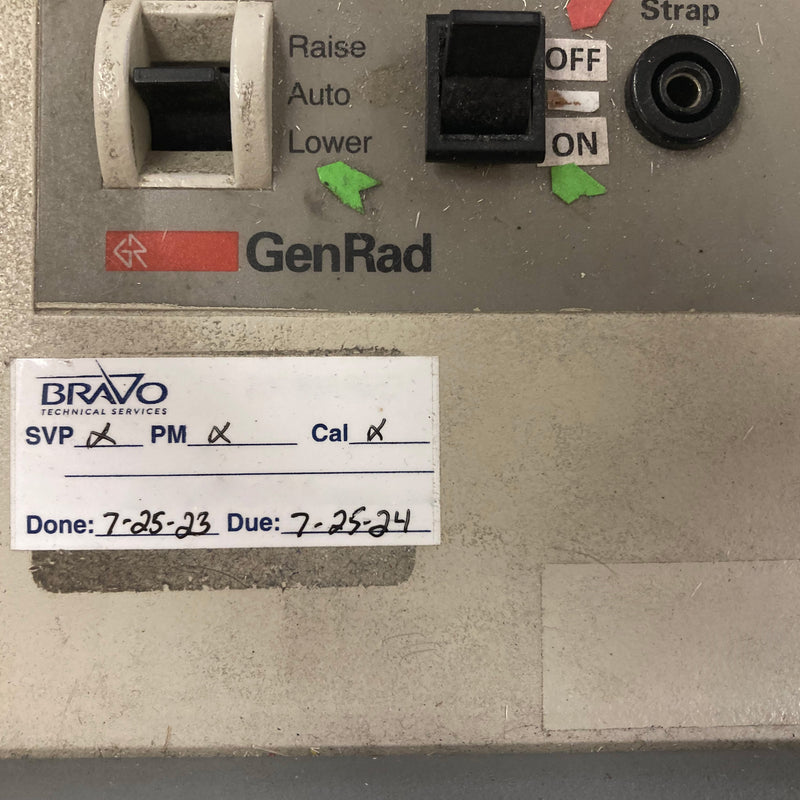 Strap
Raise
OFF
Auto
Lower
ON
GR GenRad
BRAVO
TECHNICAL SERVICES
SVP x PM x Cal x
Done: 7-25-23 Due: 7-25-24